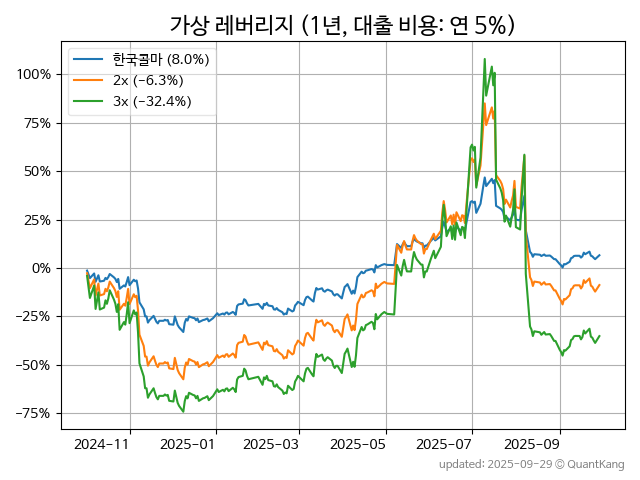 가상 레버리지 (1년, 대출 비용: 연 5%)
한국콜마 (8.0%)
2x (−6.3%)
3x (−32.4%)
100%
75%
50%
25%
0%
−25%
−50%
−75%
2024-11
2025-01
2025-03
2025-05
2025-07
2025-09
updated: 2025-09-29 © QuantKang